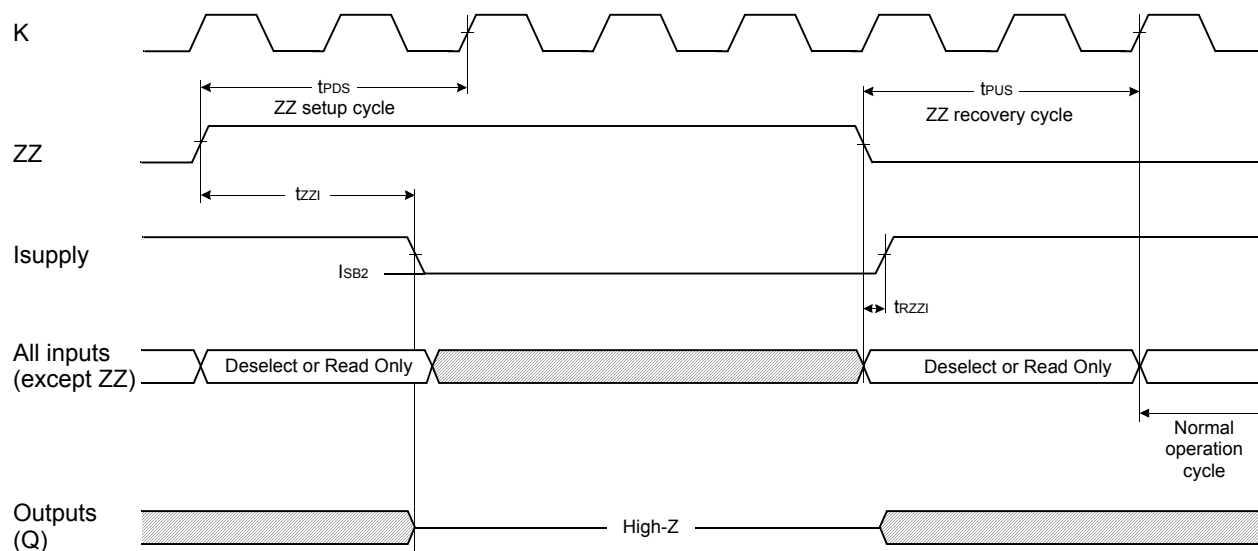 K
tPDS
ZZ setup cycle
tPUS
ZZ recovery cycle
ZZ
tZZI
Isupply
ISB2
tRZZI
All inputs
(except ZZ)
Deselect or Read Only
Deselect or Read Only
Normal
operation
cycle
Outputs
(Q)
High-Z